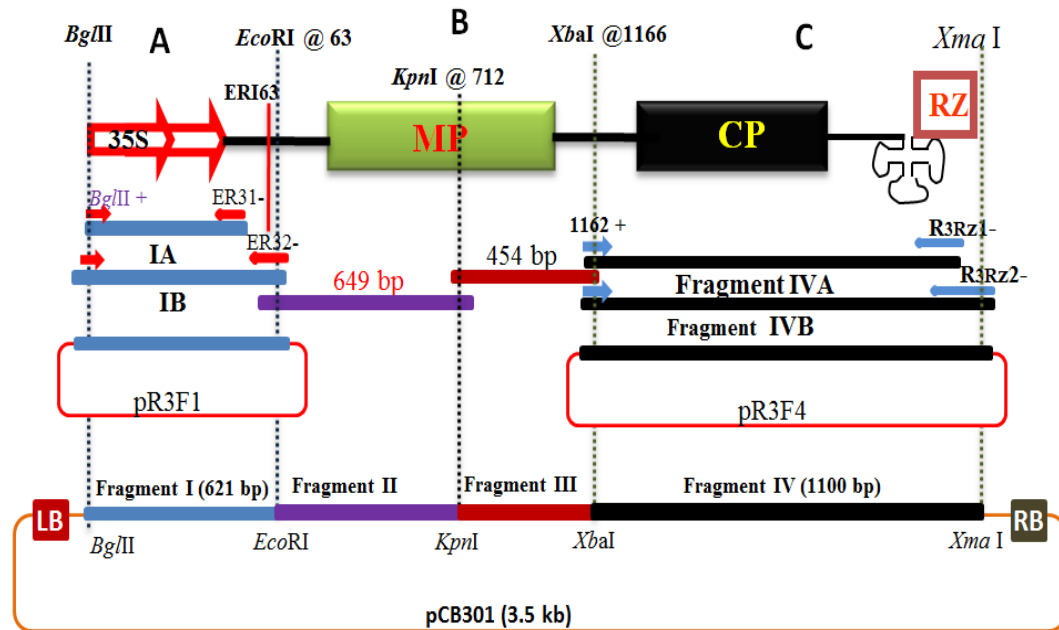 BglII
A
EcoRI @ 63
B
XbaI @1166
C
Xma I
KpnI @ 712
ERI63
RZ
35S
MP
CP
BglII +
ER31-
1162 +
R3Rz1-
IA
ER32-
454 bp
Fragment IVA
R3Rz2-
IB
649 bp
Fragment IVB
pR3F1
pR3F4
Fragment I (621 bp)
Fragment II
Fragment III
Fragment IV (1100 bp)
LB
RB
BglII
EcoRI
KpnI
XbaI
Xma I
pCB301 (3.5 kb)